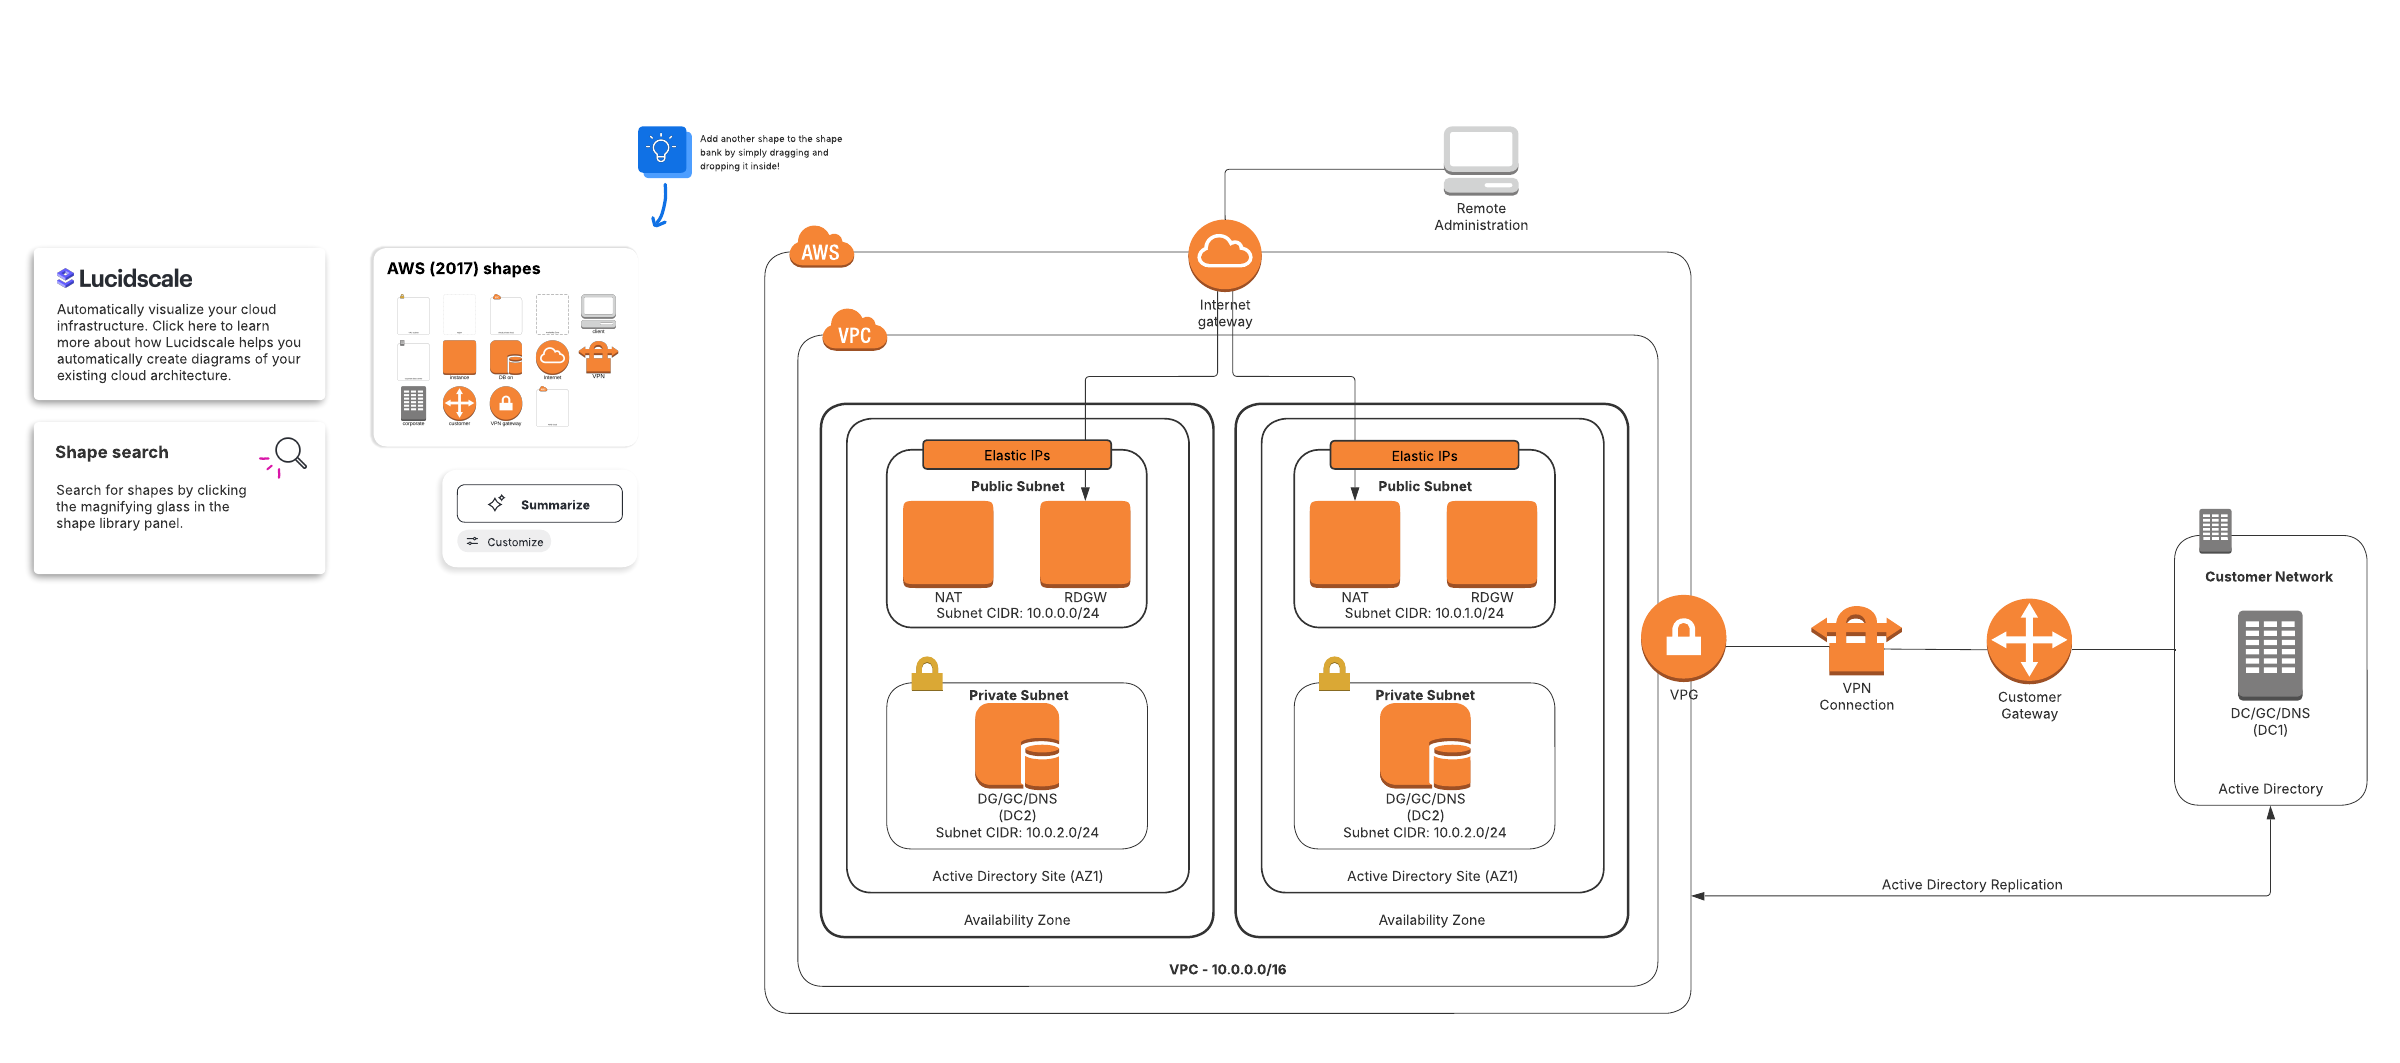 Add another shape to the shape
bank by simply dragging and
dropping it inside!
Lucidscale
Automatically visualize your cloud
infrastructure. Click here to learn
more about how Lucidscale helps you
automatically create diagrams of your
existing cloud architecture.
Shape search
Search for shapes by clicking
the magnifying glass in the
shape library panel.
AWS (2017) shapes
client
instance
DB on
Internet
VPN
corporate
customer
VPN gateway
Summarize
Customize
Remote
Administration
AWS
Internet
gateway
VPC
Elastic IPs
Public Subnet
NAT
RDGW
Subnet CIDR: 10.0.0.0/24
Private Subnet
DG/GC/DNS
(DC2)
Subnet CIDR: 10.0.2.0/24
Active Directory Site (AZ1)
Availability Zone
Elastic IPs
Public Subnet
NAT
RDGW
Subnet CIDR: 10.0.1.0/24
Private Subnet
DG/GC/DNS
(DC2)
Subnet CIDR: 10.0.2.0/24
Active Directory Site (AZ1)
Availability Zone
VPC - 10.0.0.0/16
VPG
VPN
Connection
Customer
Gateway
Customer Network
DC/GC/DNS
(DC1)
Active Directory
Active Directory Replication